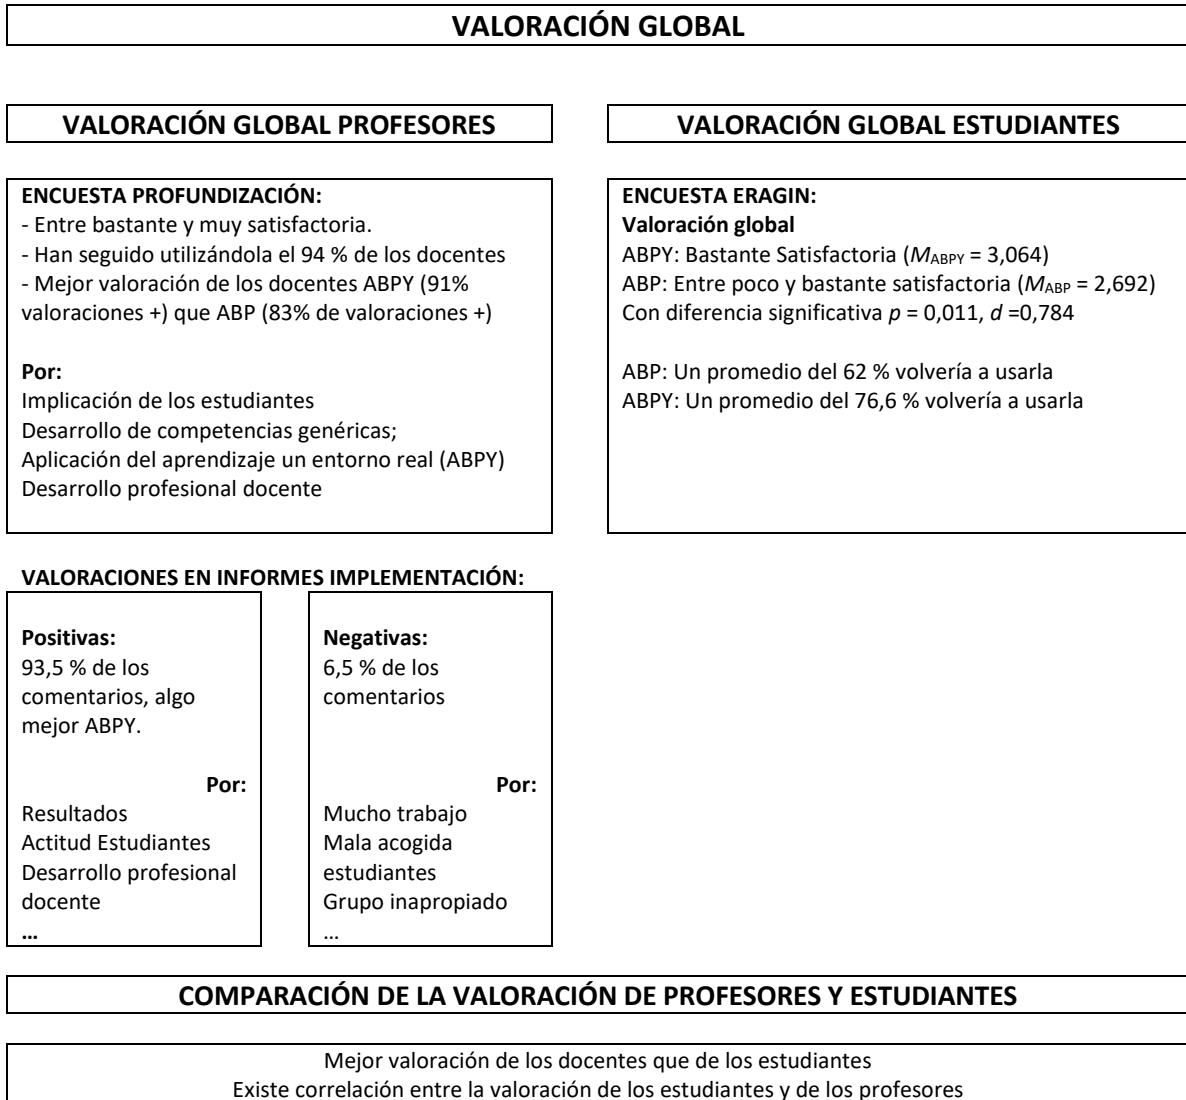 VALORACIÓN GLOBAL
VALORACIÓN GLOBAL PROFESORES
VALORACIÓN GLOBAL ESTUDIANTES
ENCUESTA PROFUNDIZACIÓN:
- Entre bastante y muy satisfactoria.
- Han seguido utilizándola el 94 % de los docentes
- Mejor valoración de los docentes ABPY (91%
valoraciones +) que ABP (83% de valoraciones +)
Por:
Implicación de los estudiantes
Desarrollo de competencias genéricas;
Aplicación del aprendizaje un entorno real (ABPY)
Desarrollo profesional docente
ENCUESTA ERAGIN:
Valoración global
ABPY: Bastante Satisfactoria (MABPY = 3,064)
ABP: Entre poco y bastante satisfactoria (MABP = 2,692)
Con diferencia significativa p = 0,011, d =0,784
ABP: Un promedio del 62 % volvería a usarla
ABPY: Un promedio del 76,6 % volvería a usarla
VALORACIONES EN INFORMES IMPLEMENTACIÓN:
Positivas:
93,5 % de los
comentarios, algo
mejor ABPY.
Por:
Resultados
Actitud Estudiantes
Desarrollo profesional
docente
...
Negativas:
6,5 % de los
comentarios
Por:
Mucho trabajo
Mala acogida
estudiantes
Grupo inapropiado
...
COMPARACIÓN DE LA VALORACIÓN DE PROFESORES Y ESTUDIANTES
Mejor valoración de los docentes que de los estudiantes
Existe correlación entre la valoración de los estudiantes y de los profesores